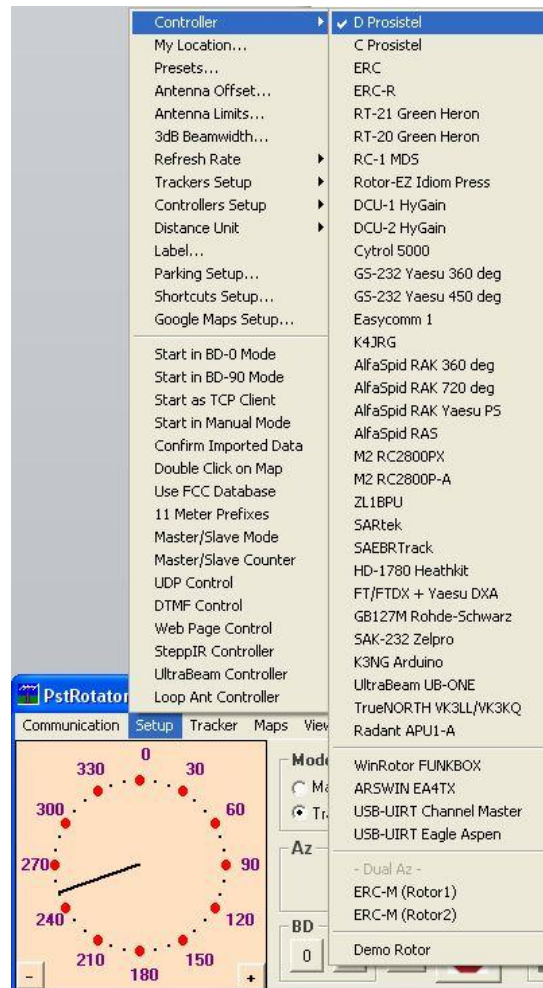 Controller
My Location...
Presets...
Antenna Offset...
Antenna Limits...
3dB Beamwidth...
Refresh Rate
Trackers Setup
Controllers Setup
Distance Unit
Label...
Parking Setup...
Shortcuts Setup...
Google Maps Setup...
Start in BD-0 Mode
Start in BD-90 Mode
Start as TCP Client
Start in Manual Mode
Confirm Imported Data
Double Click on Map
Use FCC Database
11 Meter Prefixes
Master/Slave Mode
Master/Slave Counter
UDP Control
DTMF Control
Web Page Control
SteppIR Controller
UltraBeam Controller
Loop Ant Controller
D Prosistel
C Prosistel
ERC
ERC-R
RT-21 Green Heron
RT-20 Green Heron
RC-1 MDS
Rotor-EZ Idiom Press
DCU-1 HyGain
DCU-2 HyGain
Cytrol 5000
GS-232 Yaesu 360 deg
GS-232 Yaesu 450 deg
Easycomm 1
K4JRG
AlfaSpid RAK 360 deg
AlfaSpid RAK 720 deg
AlfaSpid RAK Yaesu PS
AlfaSpid RAS
M2 RC2800PX
M2 RC2800P-A
ZL1BPU
SARtek
SAEBRTrack
HD-1780 Heathkit
FT/FTDX + Yaesu DXA
GB127M Rohde-Schwarz
SAK-232 Zelpro
K3NG Arduino
UltraBeam UB-ONE
TrueNORTH VK3LL/VK3KQ
Radant APU1-A
WinRotor FUNKBOX
ARSWIN EA4TX
USB-UIRT Channel Master
USB-UIRT Eagle Aspen
- Dual Az -
ERC-M (Rotor1)
ERC-M (Rotor2)
Demo Rotor
PstRotator
Communication Setup Tracker Maps View
0
330 30
300 60
270 90
240 120
210 150
180
- +
Mode
Az
BD
0